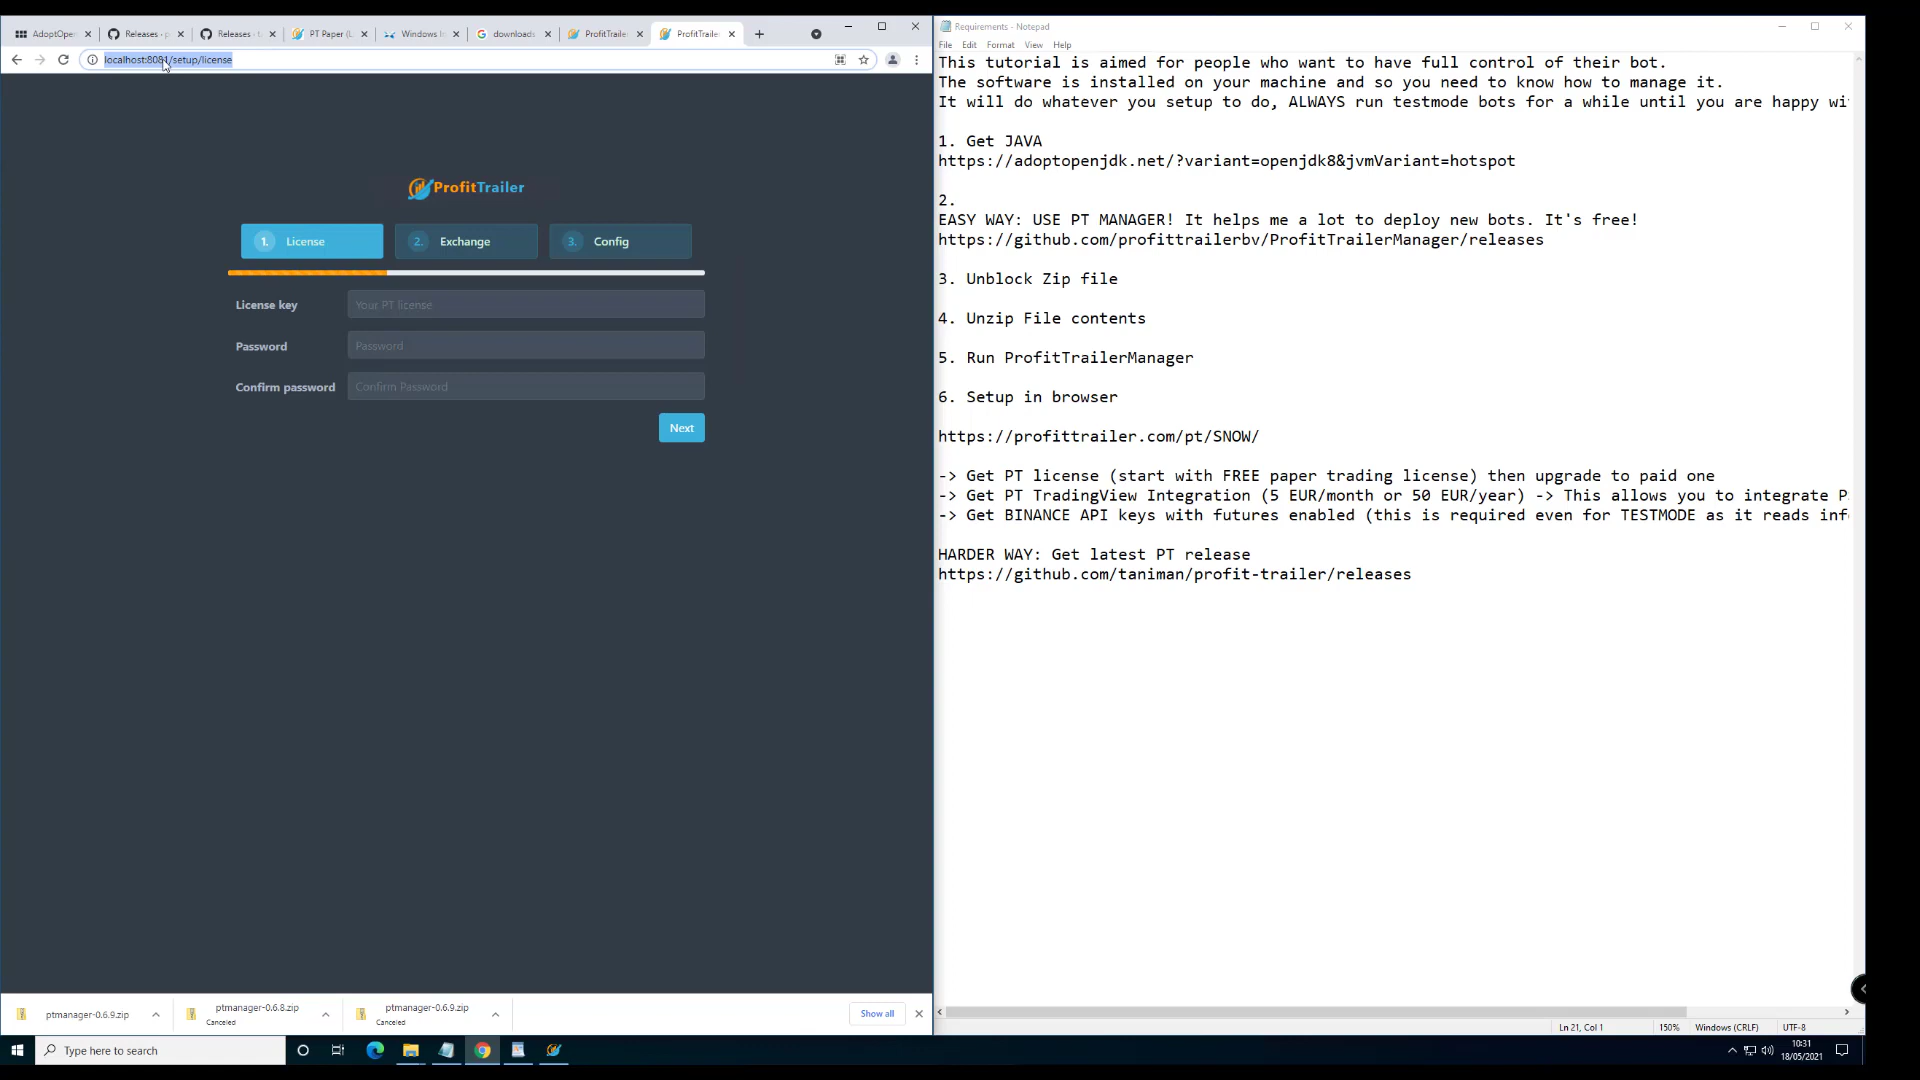 AdoptOpe
Releases · p
Releases · t
PT Paper (L
Windows In
downloads
ProfitTraile
ProfitTraile
localhost:8081/setup/license
ProfitTrailer
1. License
2. Exchange
3. Config
License key
Your PT license
Password
Password
Confirm password
Confirm Password
Next
ptmanager-0.6.9.zip
ptmanager-0.6.8.zip
Canceled
ptmanager-0.6.9.zip
Canceled
Show all
Requirements - Notepad
File Edit Format View Help
This tutorial is aimed for people who want to have full control of their bot.
The software is installed on your machine and so you need to know how to manage it.
It will do whatever you setup to do, ALWAYS run testmode bots for a while until you are happy wi
1. Get JAVA
https://adoptopenjdk.net/?variant=openjdk8&jvmVariant=hotspot
2.
EASY WAY: USE PT MANAGER! It helps me a lot to deploy new bots. It's free!
https://github.com/profittrailerbv/ProfitTrailerManager/releases
3. Unblock Zip file
4. Unzip File contents
5. Run ProfitTrailerManager
6. Setup in browser
https://profittrailer.com/pt/SNOW/
-> Get PT license (start with FREE paper trading license) then upgrade to paid one
-> Get PT TradingView Integration (5 EUR/month or 50 EUR/year) -> This allows you to integrate P
-> Get BINANCE API keys with futures enabled (this is required even for TESTMODE as it reads inf
HARDER WAY: Get latest PT release
https://github.com/taniman/profit-trailer/releases
Ln 21, Col 1
150%
Windows (CRLF)
UTF-8
Type here to search
10:31
18/05/2021